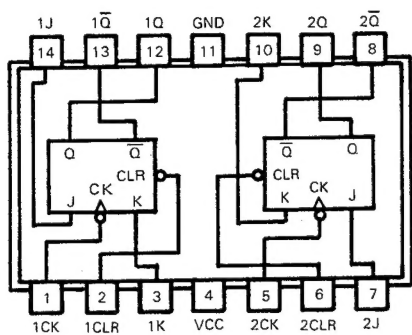 1J 1Q̅ 1Q GND 2K 2Q 2Q̅
14 13 12 11 10 9 8
Q Q̅ Q̅ Q
CLR CLR
CK CK
J K K J
1 2 3 4 5 6 7
1CK 1CLR 1K VCC 2CK 2CLR 2J